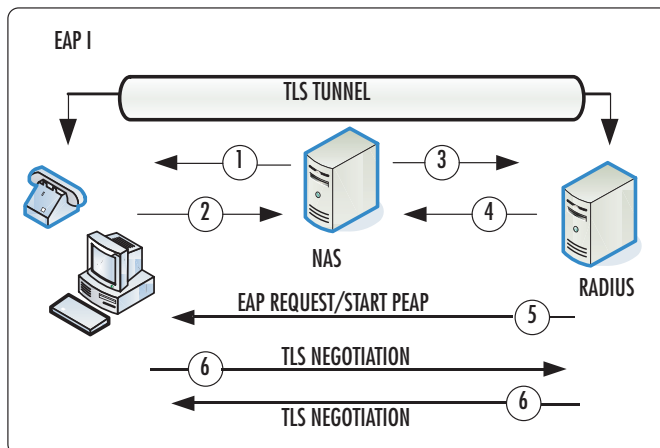 EAP I
TLS TUNNEL
1
3
2
4
NAS
RADIUS
EAP REQUEST/START PEAP
5
6
TLS NEGOTIATION
6
TLS NEGOTIATION